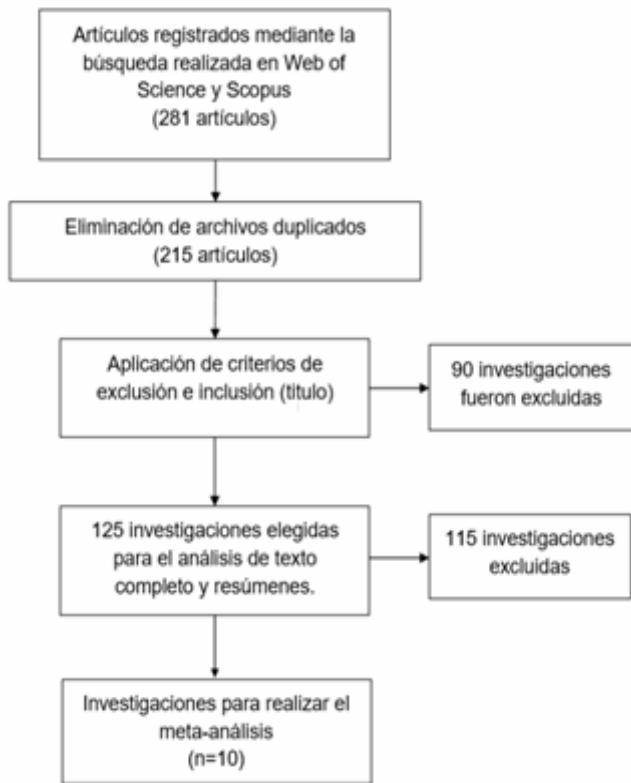 Artículos registrados mediante la
búsqueda realizada en Web of
Science y Scopus
(281 artículos)
Eliminación de archivos duplicados
(215 artículos)
Aplicación de criterios de
exclusión e inclusión (titulo)
90 investigaciones
fueron excluidas
125 investigaciones elegidas
para el análisis de texto
completo y resúmenes.
115 investigaciones
excluidas
Investigaciones para realizar el
meta-análisis
(n=10)